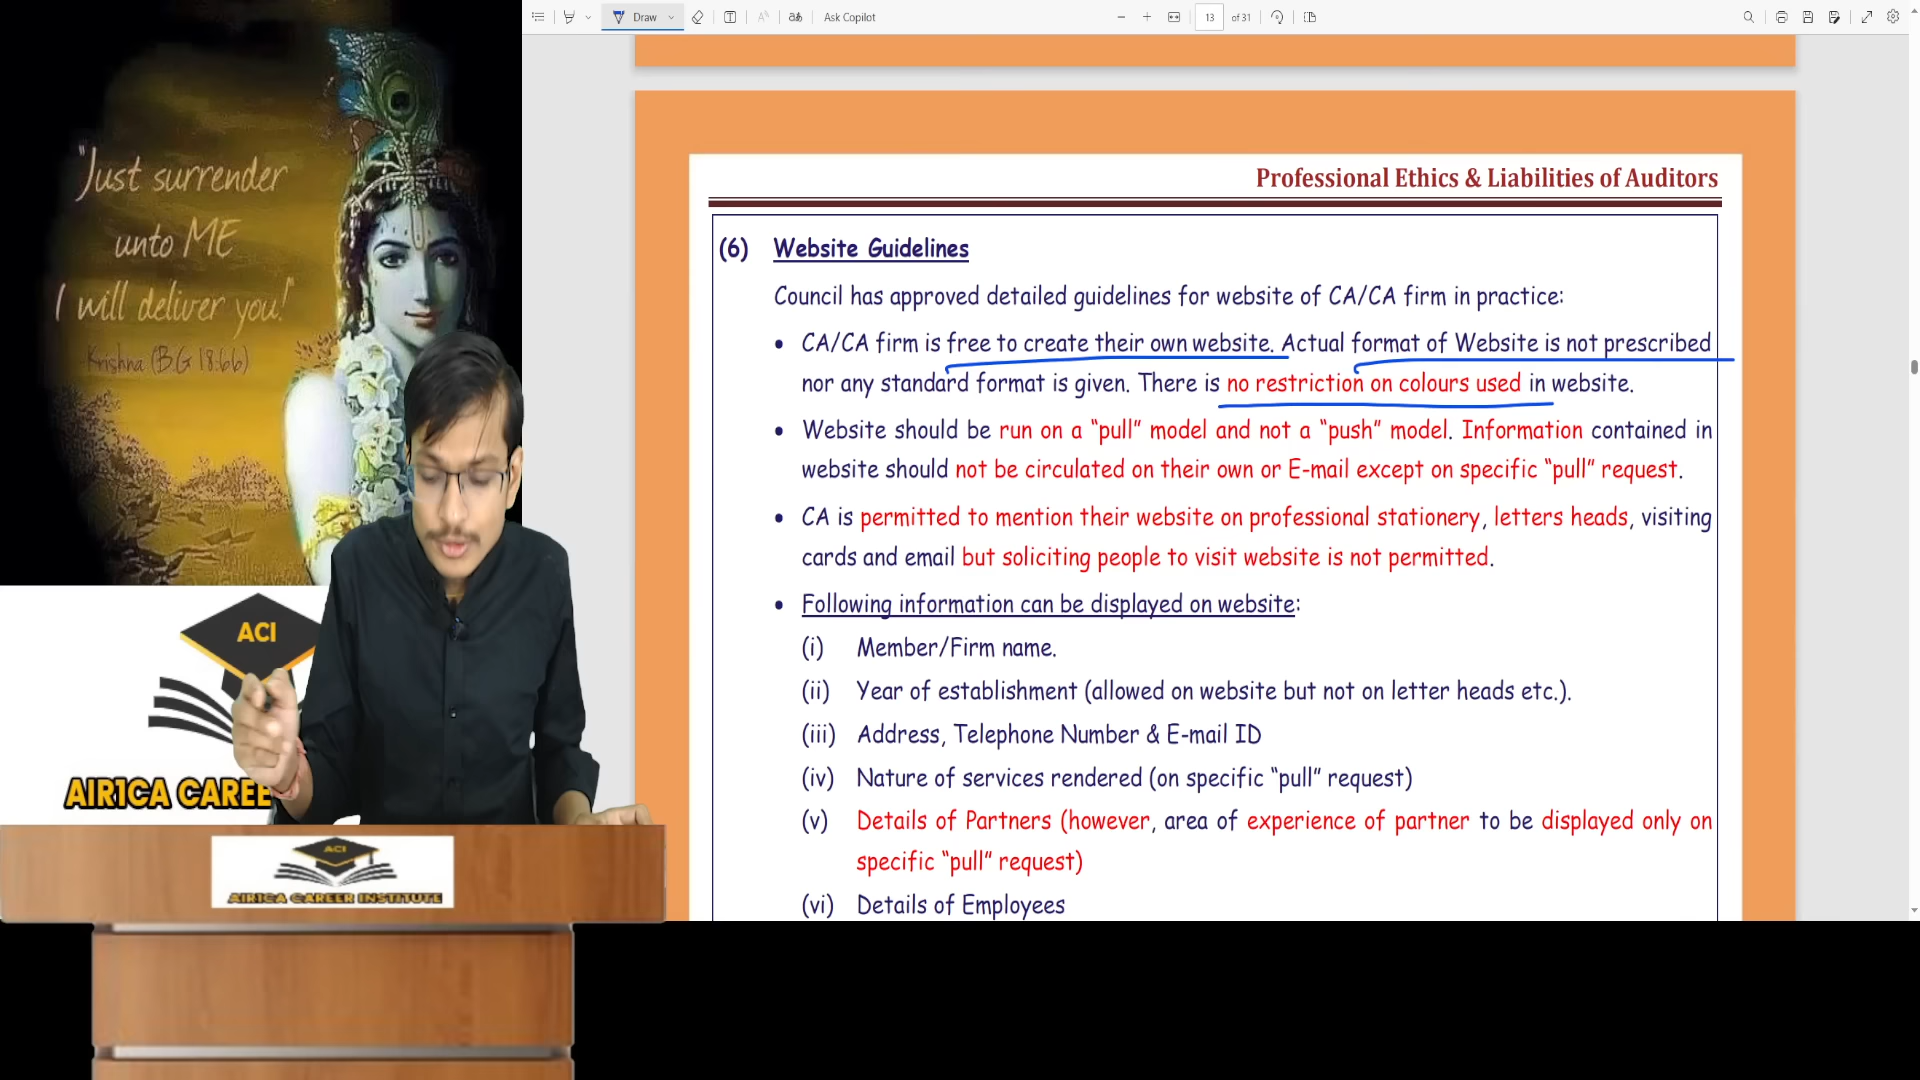 Draw
Ask Copilot
13
of 31
"Just surrender
unto ME
I will deliver you!"
Krishna (B.G 18:66)
Professional Ethics & Liabilities of Auditors
(6) Website Guidelines
Council has approved detailed guidelines for website of CA/CA firm in practice:
• CA/CA firm is free to create their own website. Actual format of Website is not prescribed
nor any standard format is given. There is no restriction on colours used in website.
• Website should be run on a “pull” model and not a “push” model. Information contained in
website should not be circulated on their own or E-mail except on specific “pull” request.
• CA is permitted to mention their website on professional stationery, letters heads, visiting
cards and email but soliciting people to visit website is not permitted.
• Following information can be displayed on website:
(i) Member/Firm name.
(ii) Year of establishment (allowed on website but not on letter heads etc.).
(iii) Address, Telephone Number & E-mail ID
(iv) Nature of services rendered (on specific “pull” request)
(v) Details of Partners (however, area of experience of partner to be displayed only on
specific “pull” request)
(vi) Details of Employees
ACI
AIR1CA CAREE
ACI
AIR1CA CAREER INSTITUTE